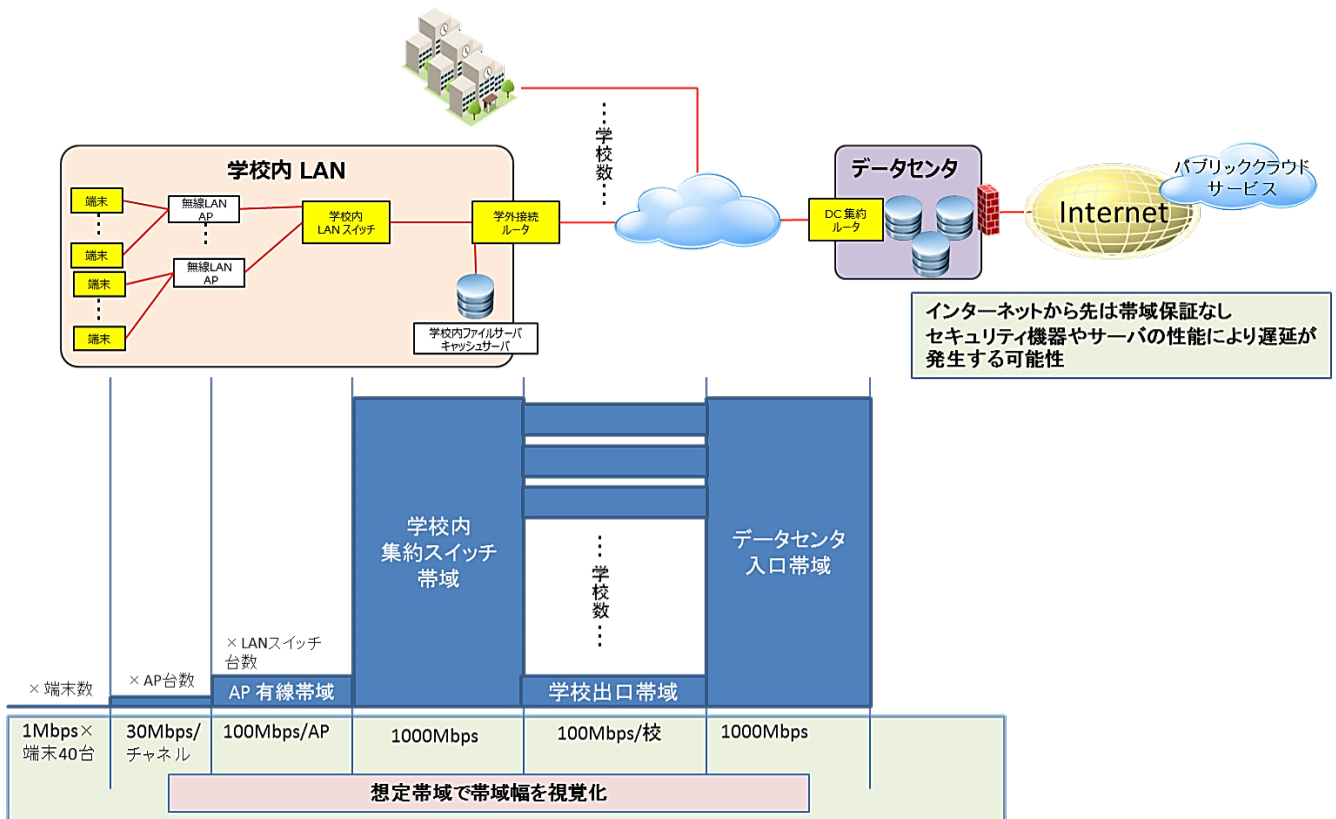 …学校数…
学校内 LAN
端末
⋮
端末
端末
⋮
端末
無線LAN
AP
⋮
無線LAN
AP
学校内
LAN スイッチ
学外接続
ルータ
学校内ファイルサーバ
キャッシュサーバ
データセンタ
DC 集約
ルータ
Internet
パブリッククラウド
サービス
インターネットから先は帯域保証なし
セキュリティ機器やサーバの性能により遅延が
発生する可能性
学校内
集約スイッチ
帯域
…学校数…
データセンタ
入口帯域
× 端末数
× AP台数
× LANスイッチ
台数
AP 有線帯域
学校出口帯域
1Mbps×
端末40台
30Mbps/
チャネル
100Mbps/AP
1000Mbps
100Mbps/校
1000Mbps
想定帯域で帯域幅を視覚化